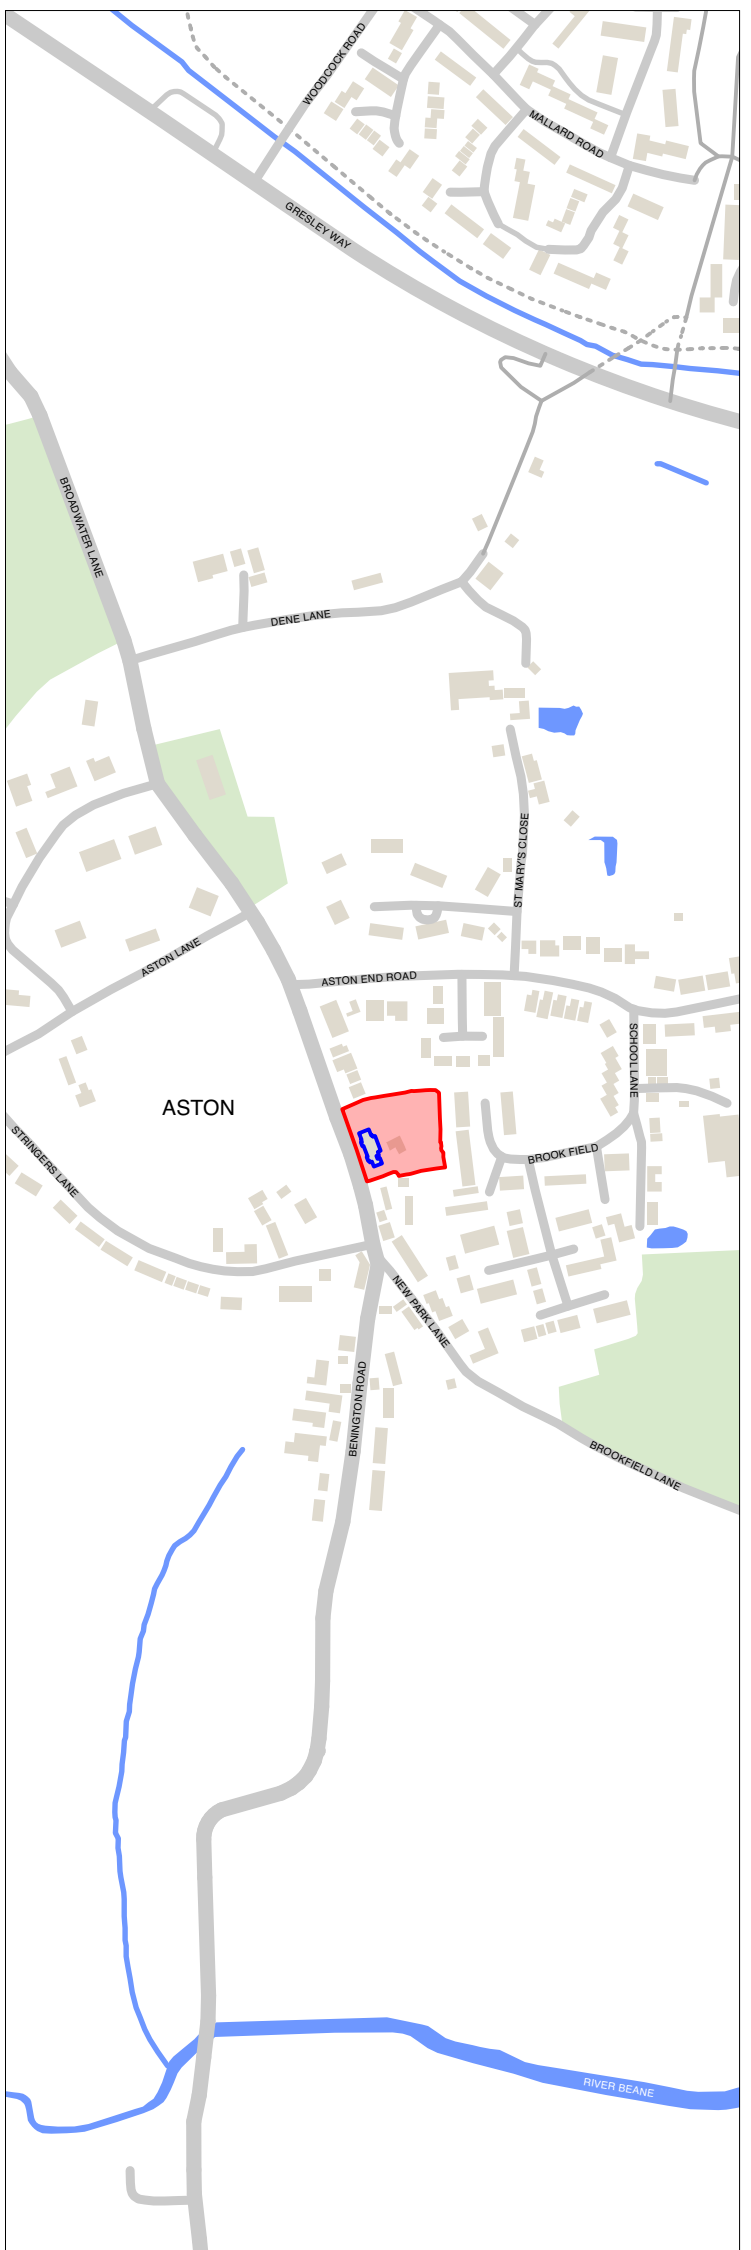 WOODCOCK ROAD
MALLARD ROAD
GRESLEY WAY
BROADWATER LANE
DENE LANE
ST MARY'S CLOSE
ASTON LANE
ASTON END ROAD
SCHOOL LANE
ASTON
STRINGERS LANE
BROOK FIELD
NEW PARK LANE
BENINGTON ROAD
BROOKFIELD LANE
RIVER BEANE